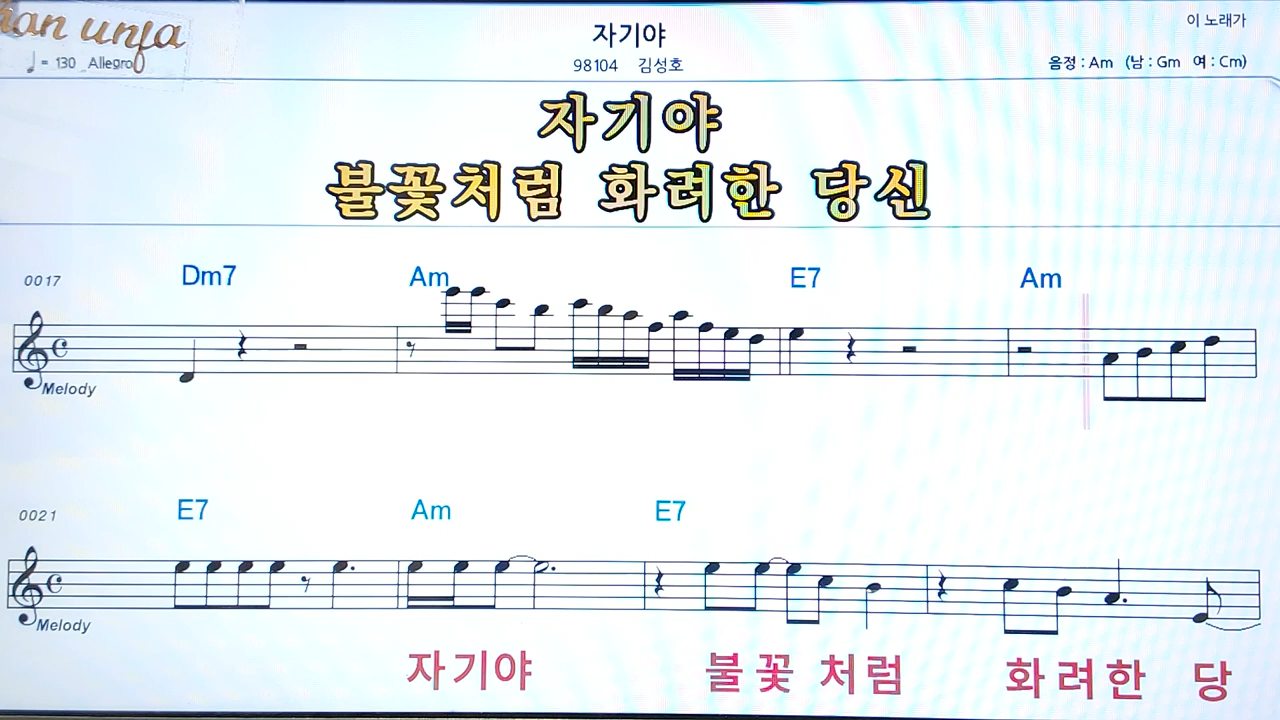 자기야
이 노래가
♩ = 130 Allegro
98104 김성호
음정 : Am (남 : Gm 여 : Cm)
자기야
불꽃처럼 화려한 당신
0017 Dm7 Am E7 Am
Melody
0021 E7 Am E7
Melody
자기야 불꽃 처럼 화려한 당